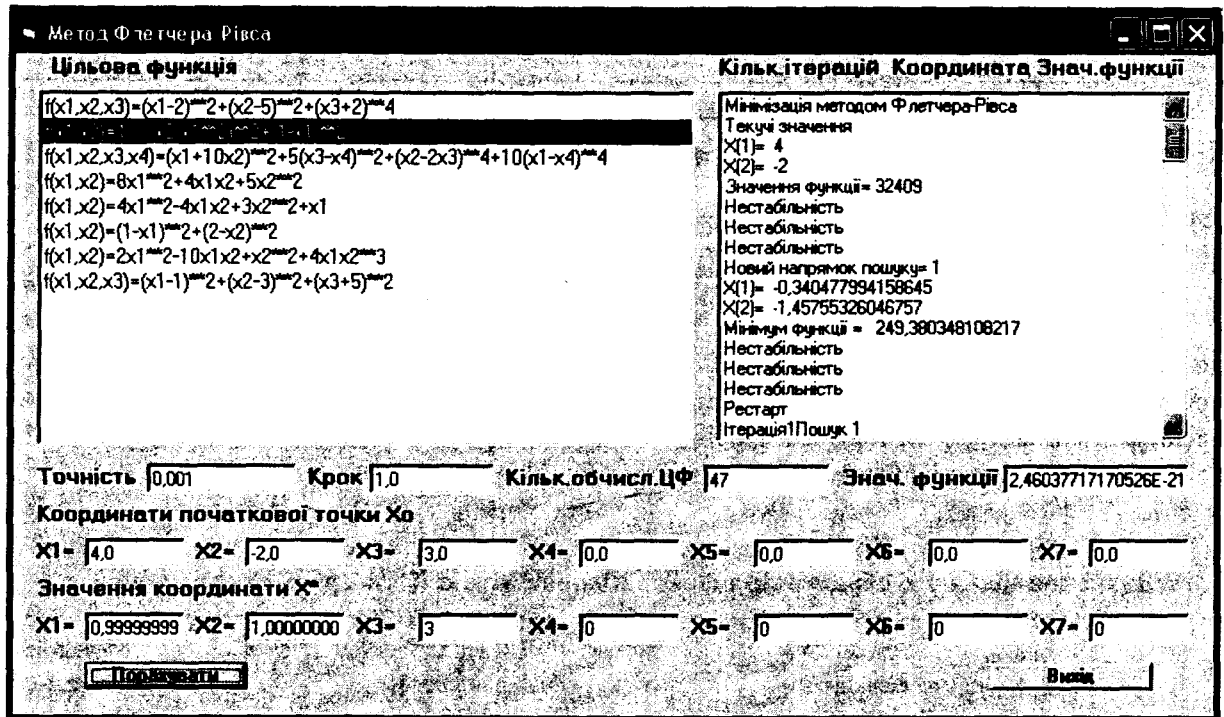 Метод Флетчера Рівса
Цільова функція
Кільк.ітерацій Координата Знач.функції
f(x1,x2,x3)=(x1-2)**2+(x2-5)**2+(x3+2)**4
f(x1,x2,x3,x4)=(x1+10x2)**2+5(x3-x4)**2+(x2-2x3)**4+10(x1-x4)**4
f(x1,x2)=8x1**2+4x1x2+5x2**2
f(x1,x2)=4x1**2-4x1x2+3x2**2+x1
f(x1,x2)=(1-x1)**2+(2-x2)**2
f(x1,x2)=2x1**2-10x1x2+x2**2+4x1x2**3
f(x1,x2,x3)=(x1-1)**2+(x2-3)**2+(x3+5)**2
Мінімізація методом Флетчера-Рівса
Текучі значення
X(1)= 4
X(2)= -2
Значення функції= 32409
Нестабільність
Нестабільність
Нестабільність
Новий напрямок пошуку= 1
X(1)= -0,340477994158645
X(2)= -1,45755326046757
Мінімум функції = 249,380348108217
Нестабільність
Нестабільність
Нестабільність
Рестарт
Ітерація1Пошук 1
Точність 0,001 Крок 1,0 Кільк.обчисл.ЦФ 47 Знач. функції 2,46037717170526E-21
Координати початкової точки Xo
X1= 4,0 X2= -2,0 X3= 3,0 X4= 0,0 X5= 0,0 X6= 0,0 X7= 0,0
Значення координати X*
X1= 0,99999999 X2= 1,00000000 X3= 3 X4= 0 X5= 0 X6= 0 X7= 0
Порахувати Вихід